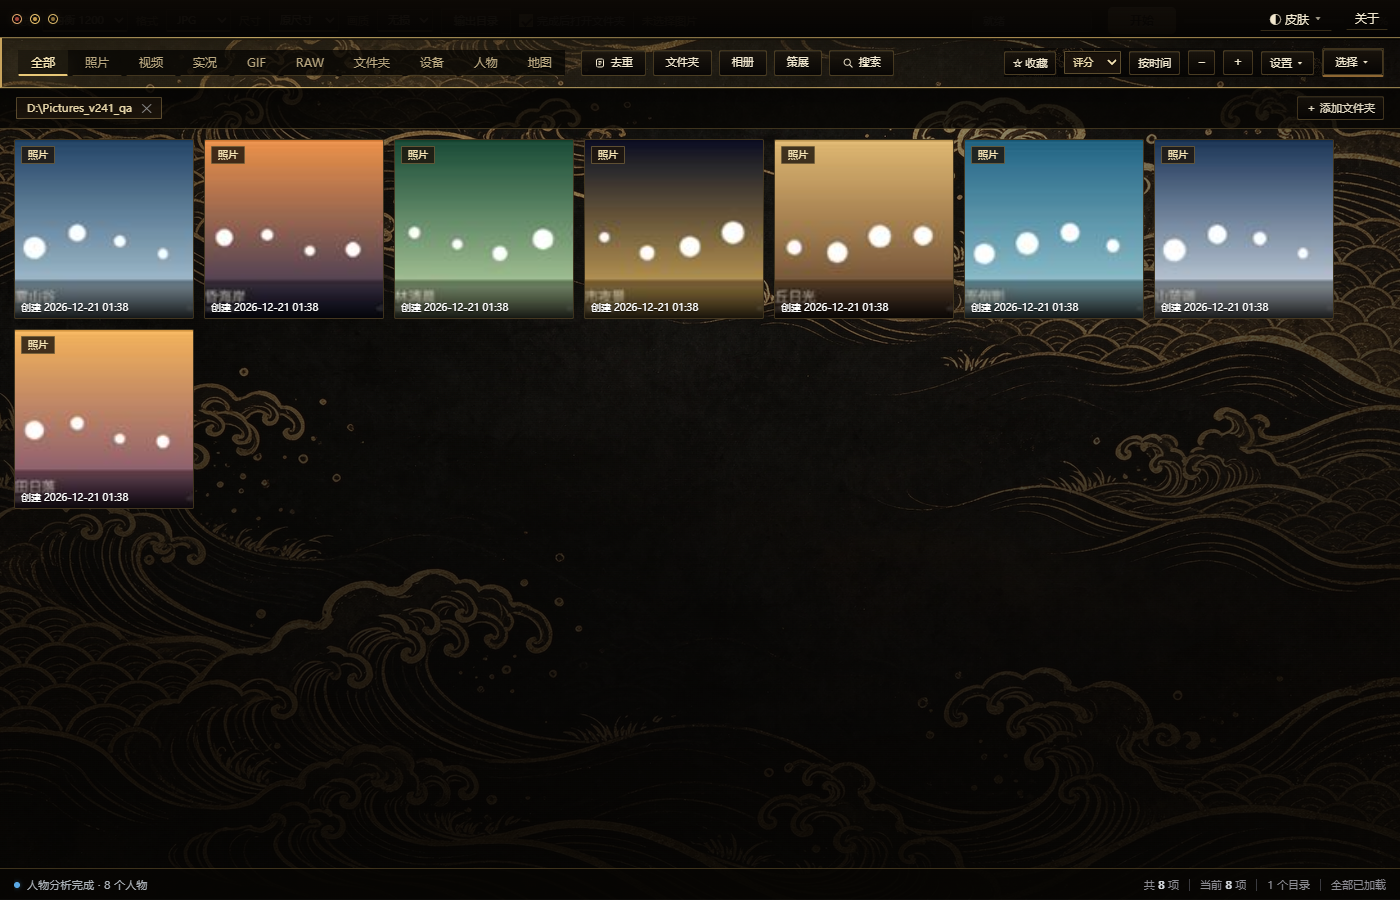 皮肤 关于
全部 照片 视频 实况 GIF RAW 文件夹 设备 人物 地图 去重 文件夹 相册 策展 搜索 ☆收藏 评分 按时间 − + 设置 选择
D:\Pictures_v241_qa + 添加文件夹
照片 照片 照片 照片 照片 照片 照片
创建 2026-12-21 01:38 创建 2026-12-21 01:38 创建 2026-12-21 01:38 创建 2026-12-21 01:38 创建 2026-12-21 01:38 创建 2026-12-21 01:38 创建 2026-12-21 01:38
照片
创建 2026-12-21 01:38
人物分析完成 · 8 个人物 共 8 项 当前 8 项 1 个目录 全部已加载